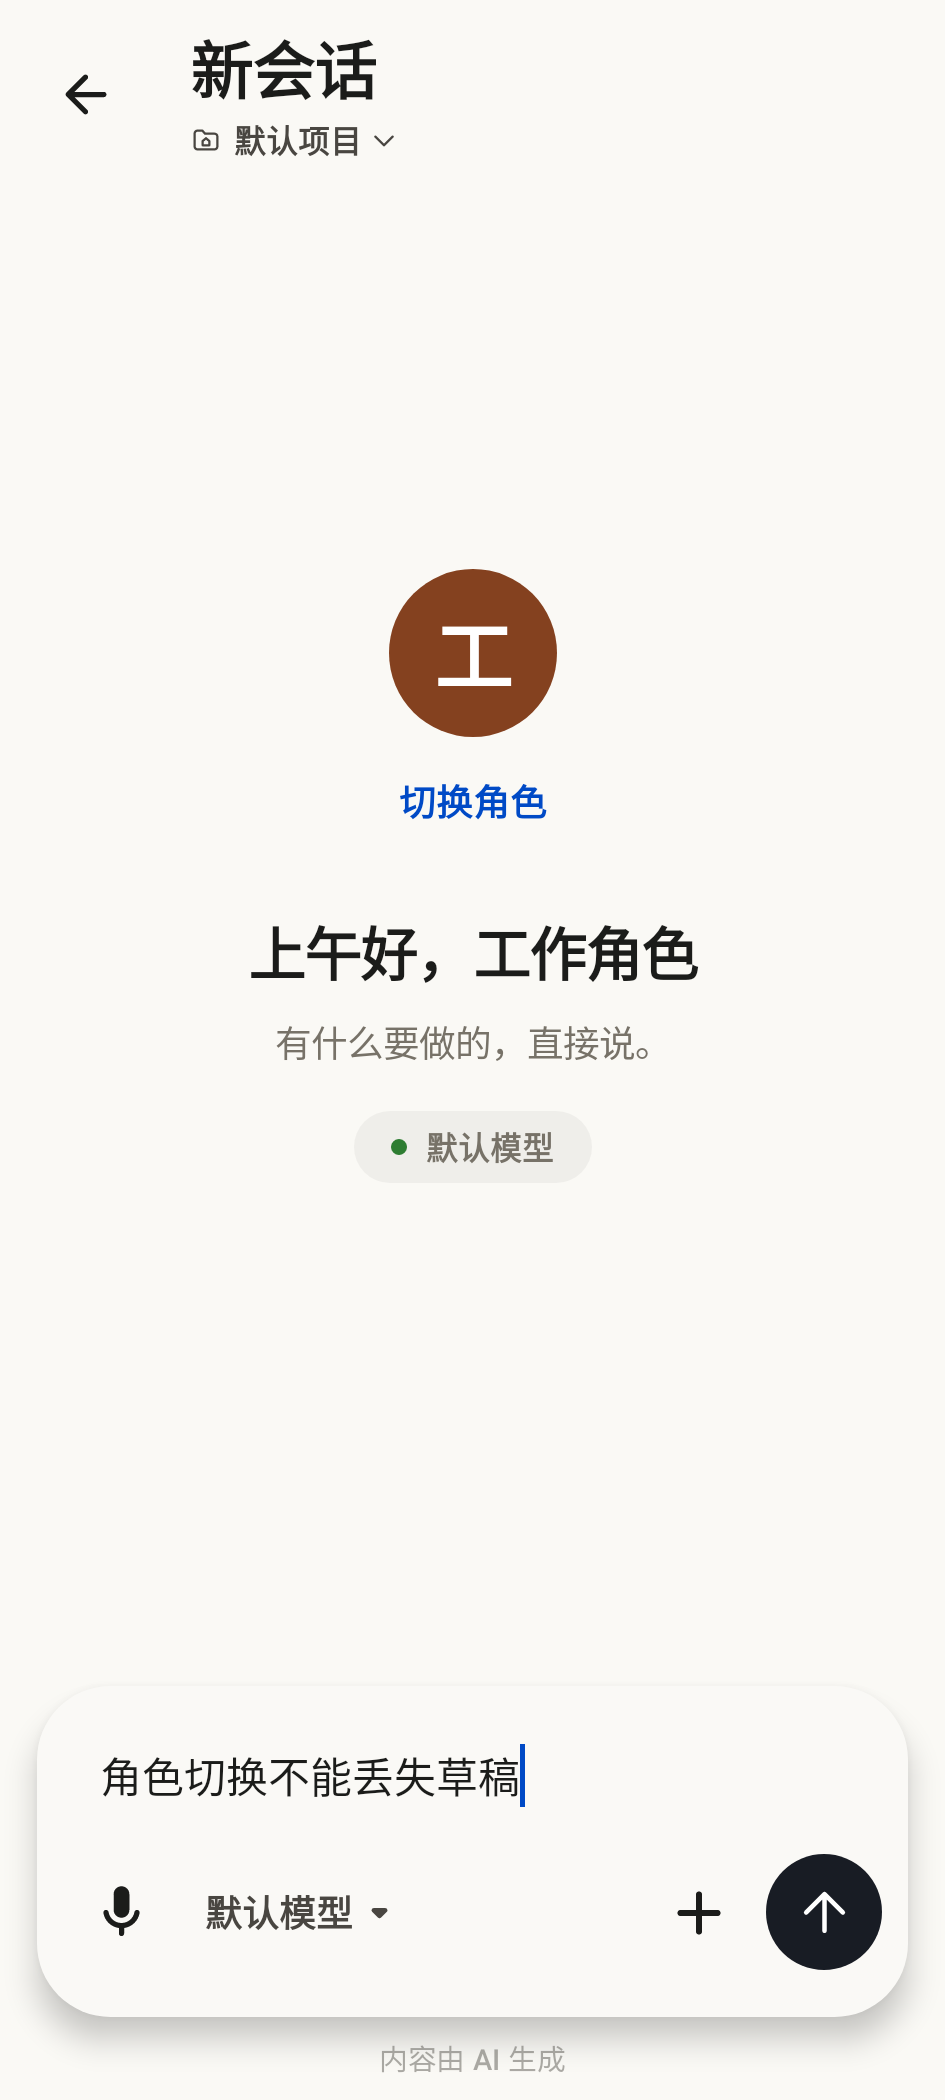 新会话
默认项目
工
切换角色
上午好，工作角色
有什么要做的，直接说。
默认模型
角色切换不能丢失草稿
默认模型
内容由 AI 生成